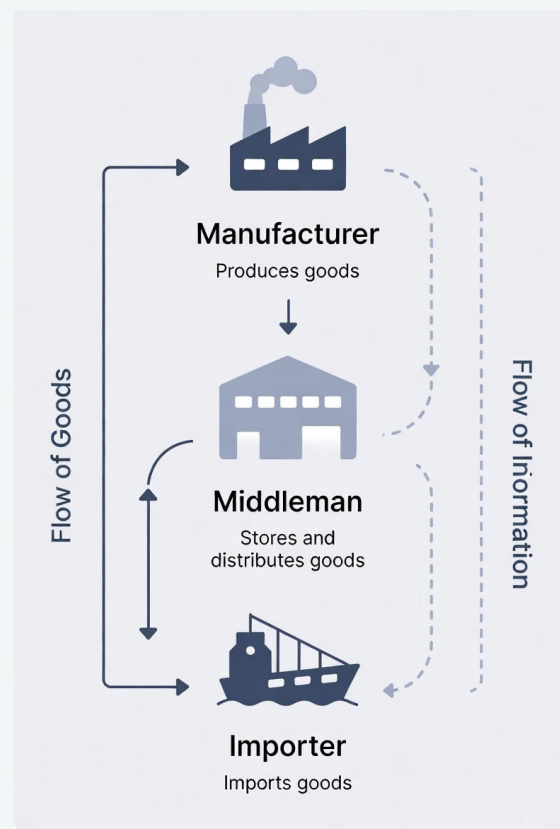 Manufacturer
Produces goods
Flow of Goods
Flow of Inormation
Middleman
Stores and
distributes goods
Importer
Imports goods